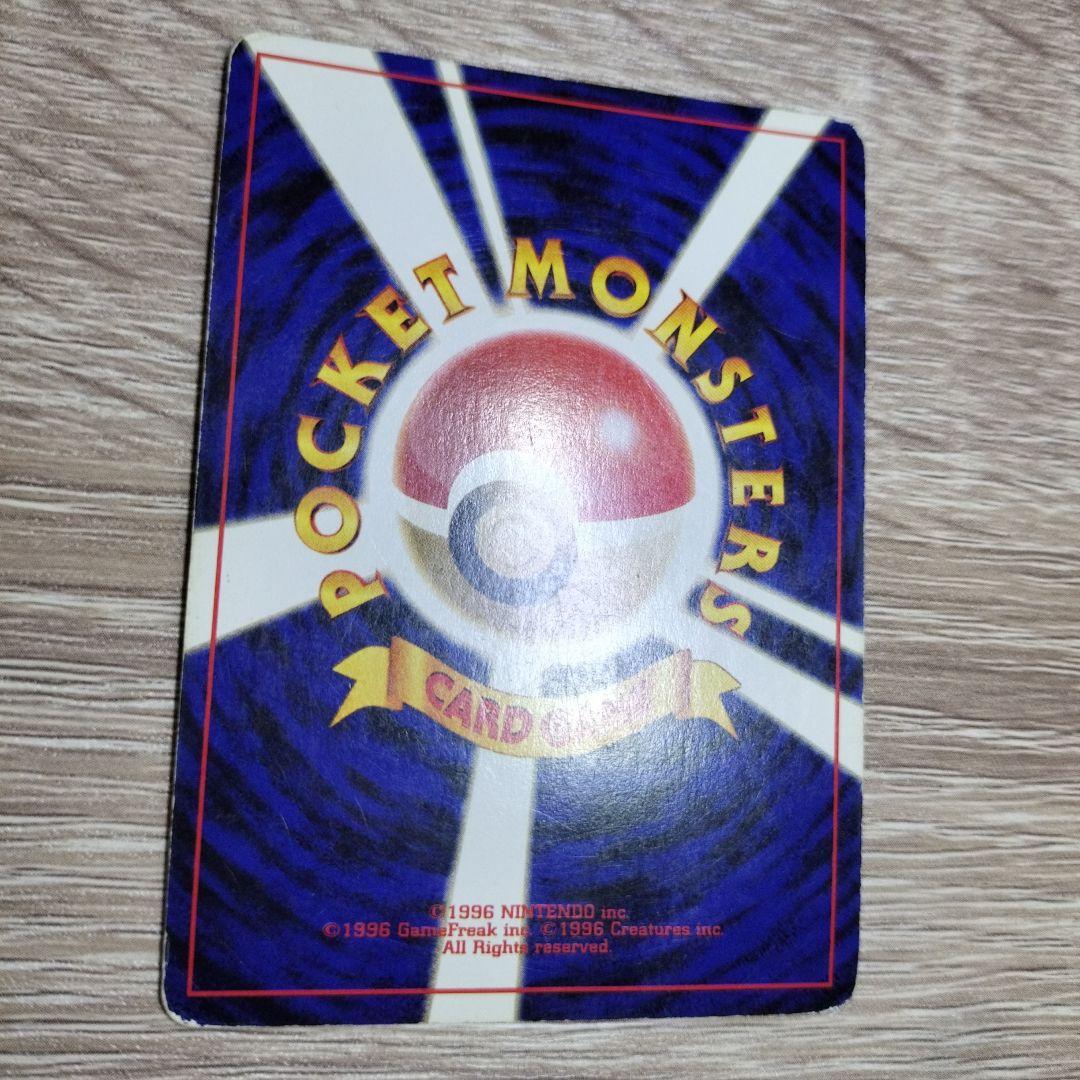 POCKET MONSTERS
CARD GAME
©1996 NINTENDO inc.
©1996 GameFreak inc. ©1996 Creatures inc.
All Rights reserved.